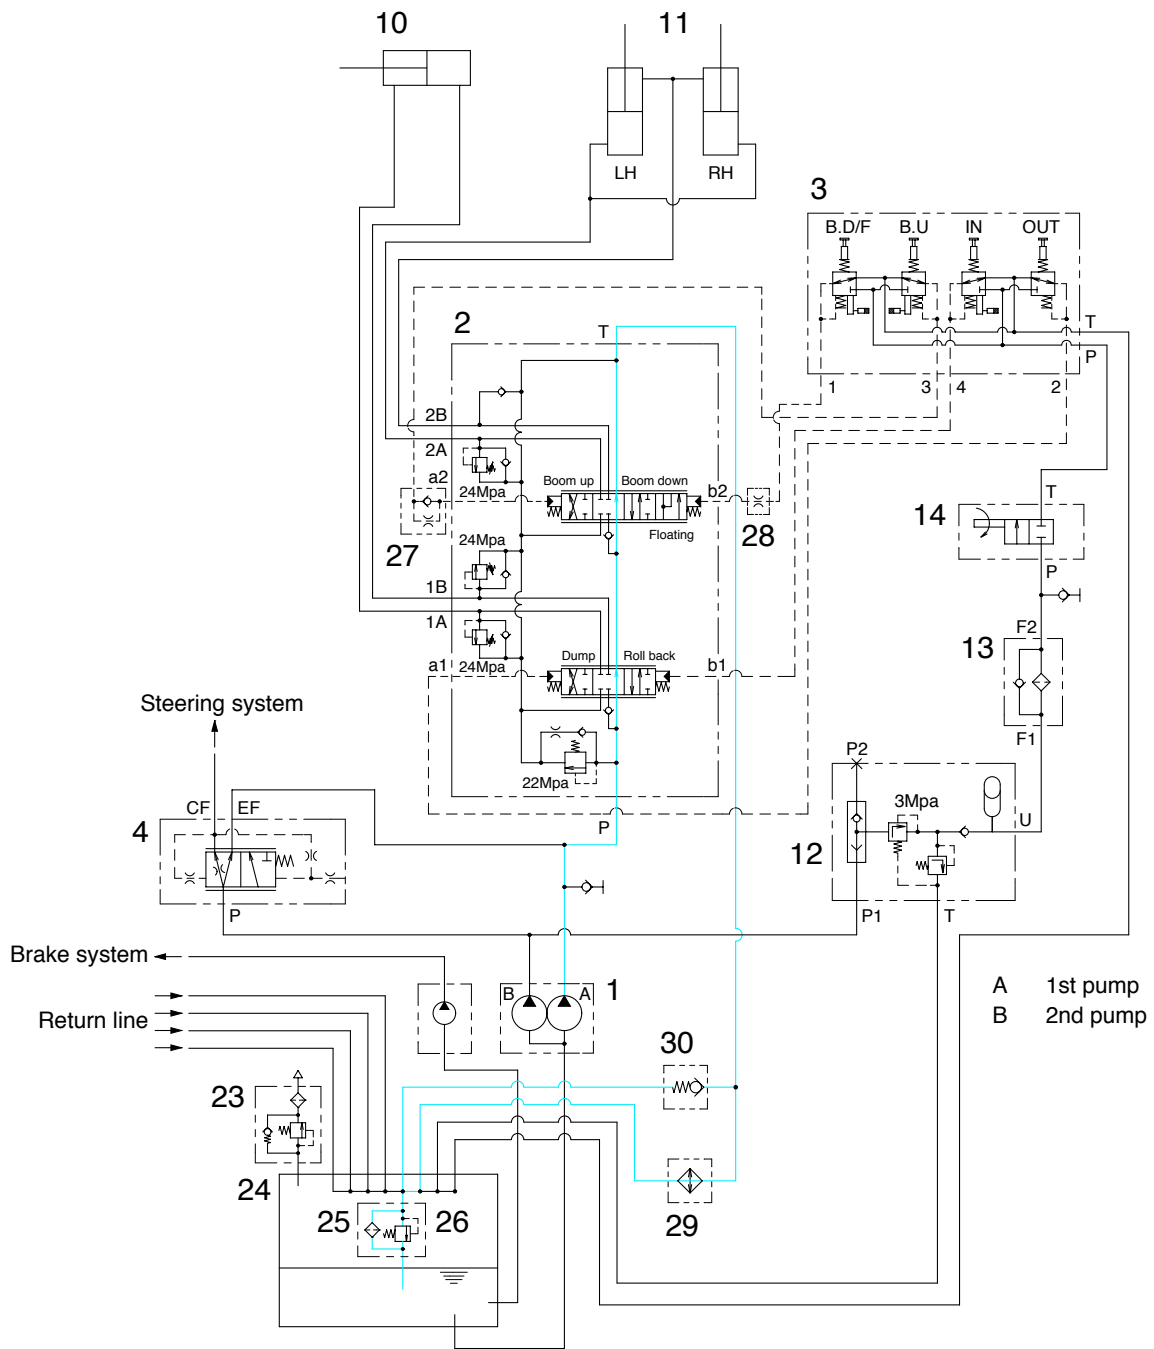 10
11
LH
RH
3
B.D/F
B.U
IN
OUT
T
P
1
3
4
2
2
T
2B
2A
a2
24Mpa
Boom up
Boom down
b2
Floating
27
28
24Mpa
1B
1A
a1
24Mpa
Dump
Roll back
b1
22Mpa
P
T
14
P
F2
13
F1
P2
3Mpa
U
12
P1
T
Steering system
CF
EF
4
P
Brake system
B
A
1
A 1st pump
B 2nd pump
Return line
30
23
24
25
26
29